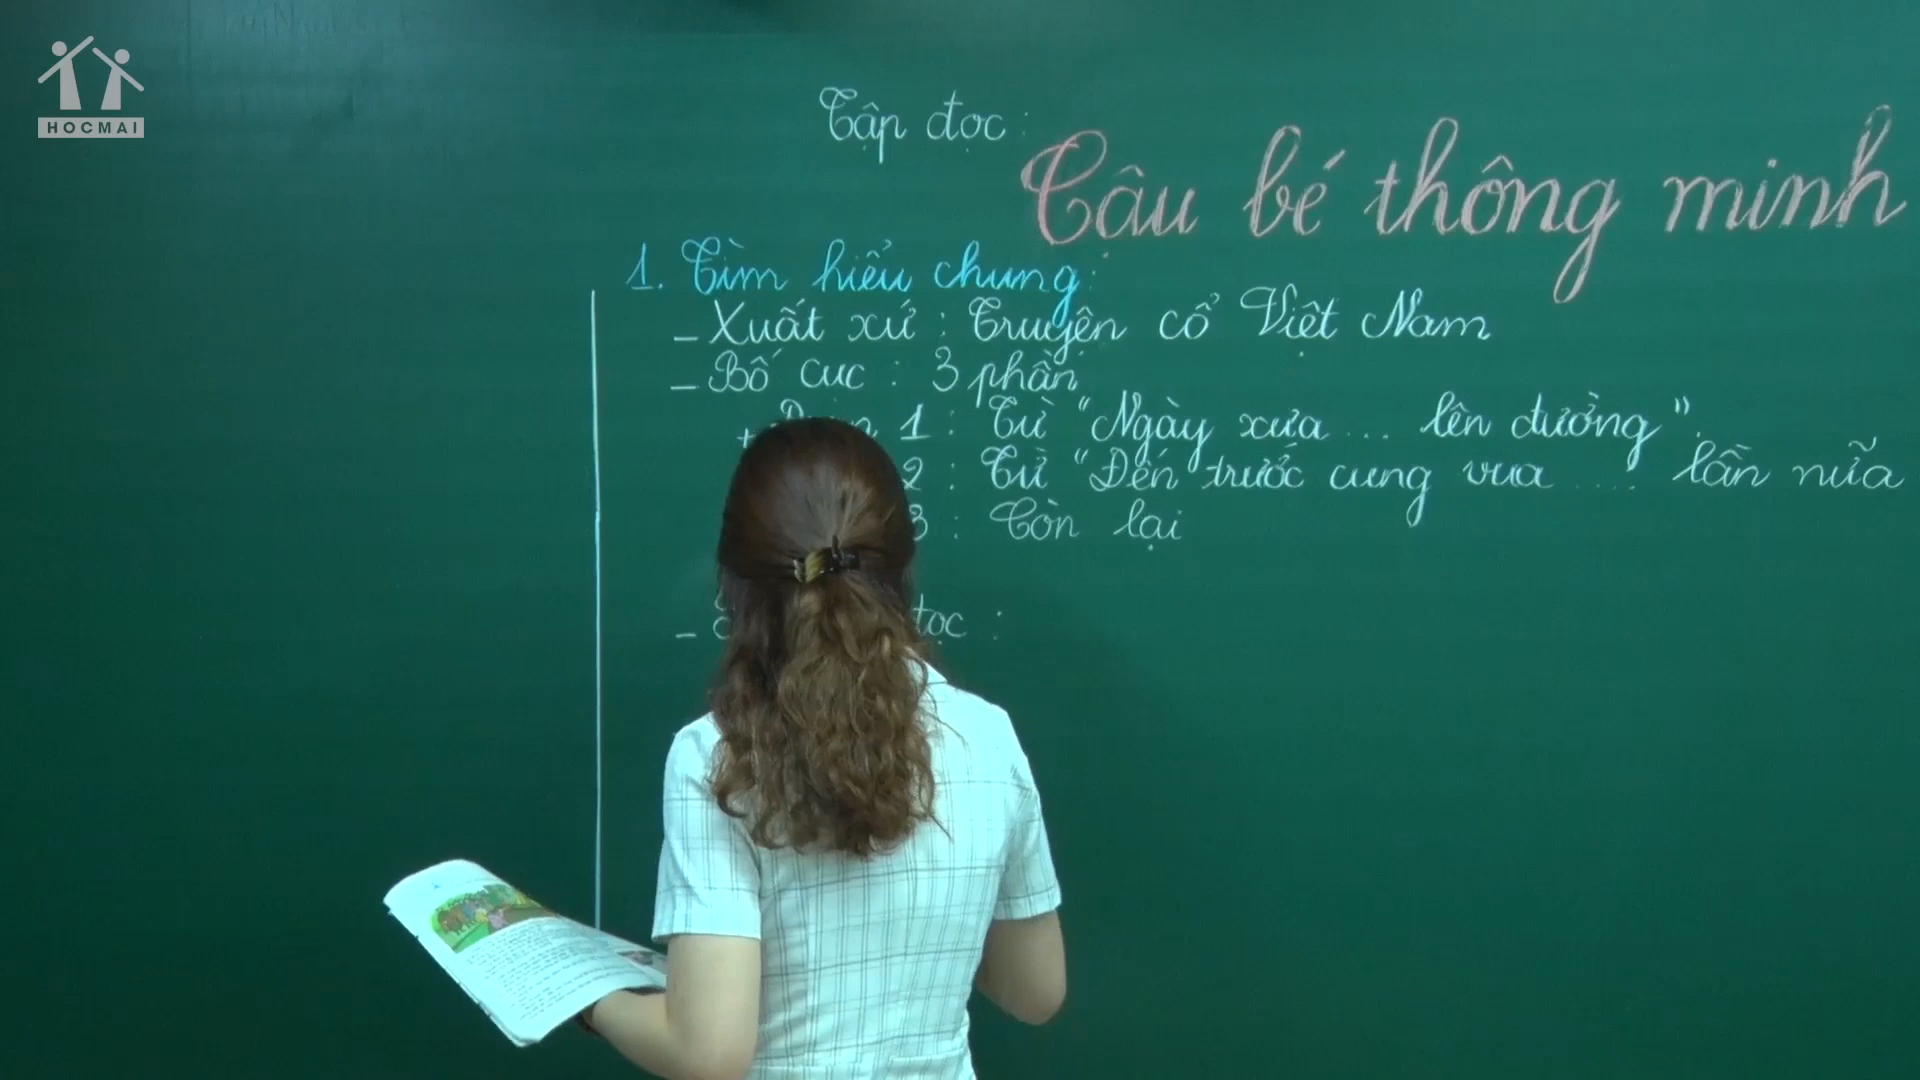 HOCMAI
Tập đọc:
Cậu bé thông minh
1. Tìm hiểu chung:
– Xuất xứ : Truyện cổ Việt Nam
– Bố cục : 3 phần
+ 1 : Từ "Ngày xưa ... lên đường".
2 : Từ "Đến trước cung vua .... lần nữa
3 : Còn lại
– đọc :